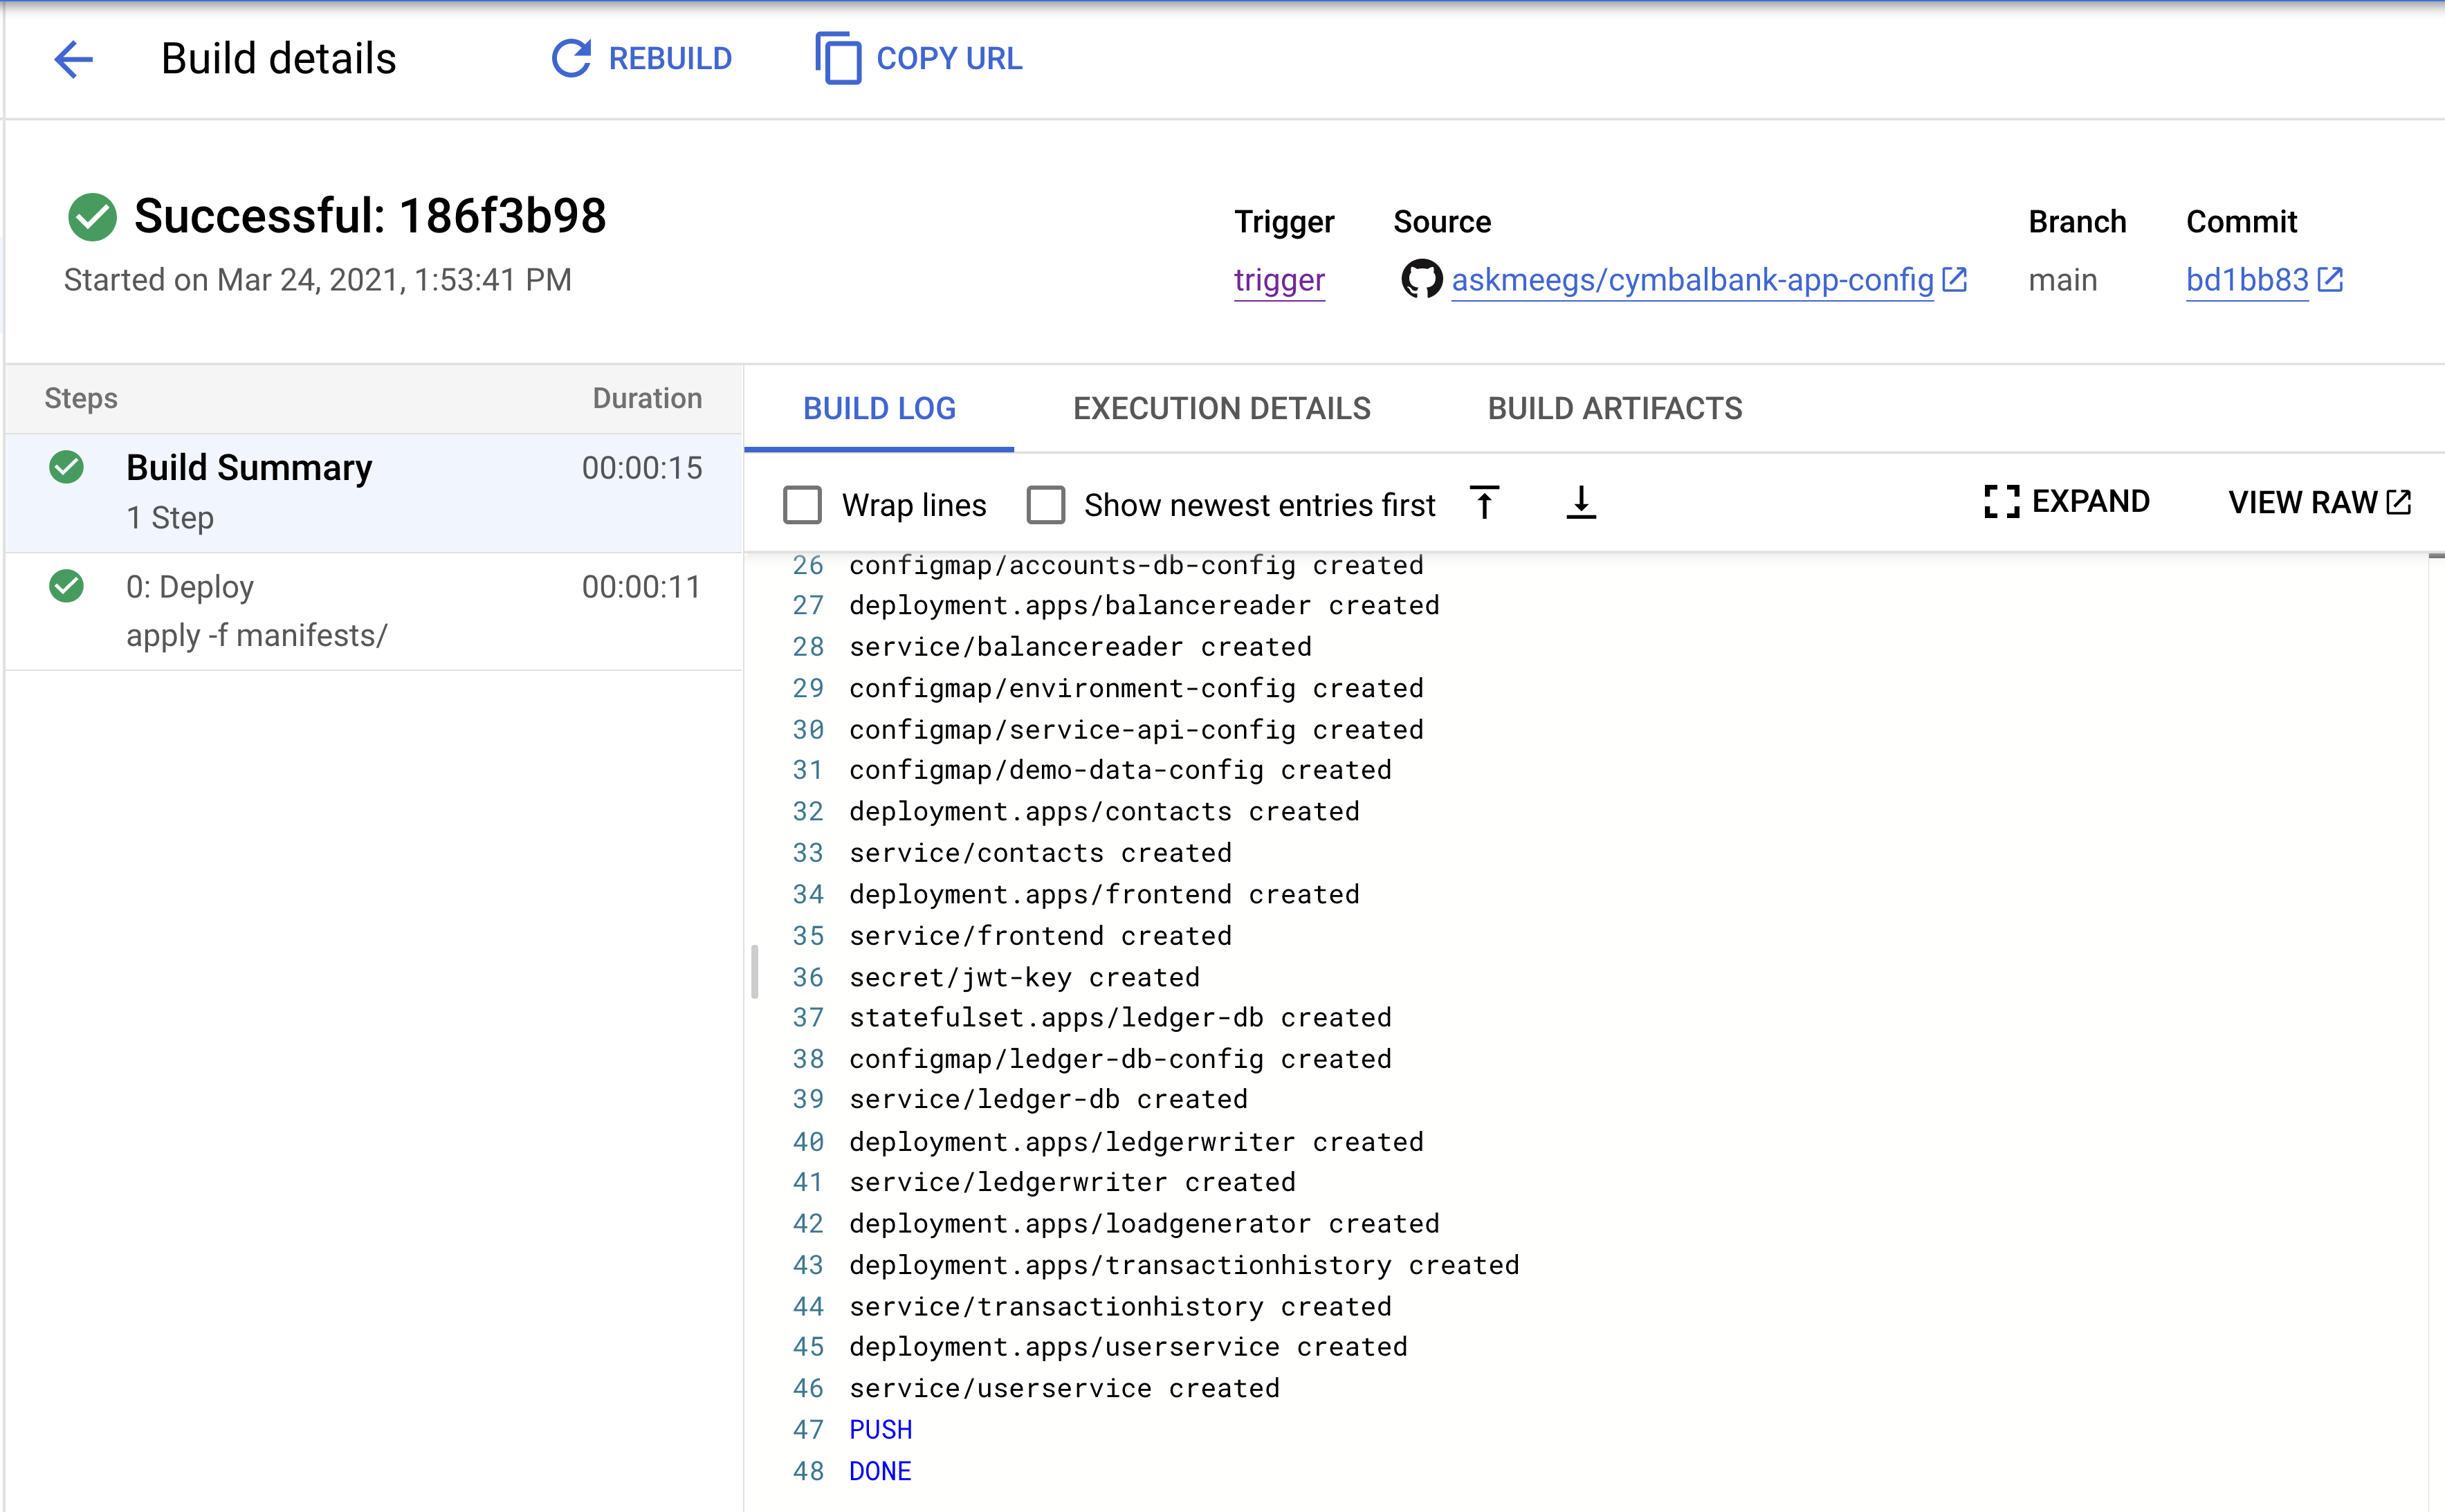 Build details REBUILD COPY URL
Successful: 186f3b98
Started on Mar 24, 2021, 1:53:41 PM
Trigger Source Branch Commit
trigger askmeegs/cymbalbank-app-config main bd1bb83
Steps Duration
Build Summary 00:00:15
1 Step
0: Deploy 00:00:11
apply -f manifests/
BUILD LOG EXECUTION DETAILS BUILD ARTIFACTS
Wrap lines Show newest entries first EXPAND VIEW RAW
26 configmap/accounts-db-config created
27 deployment.apps/balancereader created
28 service/balancereader created
29 configmap/environment-config created
30 configmap/service-api-config created
31 configmap/demo-data-config created
32 deployment.apps/contacts created
33 service/contacts created
34 deployment.apps/frontend created
35 service/frontend created
36 secret/jwt-key created
37 statefulset.apps/ledger-db created
38 configmap/ledger-db-config created
39 service/ledger-db created
40 deployment.apps/ledgerwriter created
41 service/ledgerwriter created
42 deployment.apps/loadgenerator created
43 deployment.apps/transactionhistory created
44 service/transactionhistory created
45 deployment.apps/userservice created
46 service/userservice created
47 PUSH
48 DONE